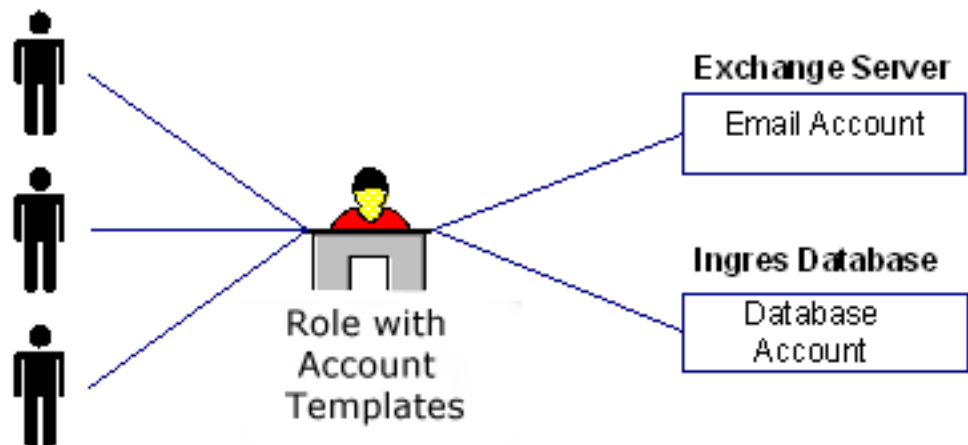 Exchange Server
Email Account
Ingres Database
Database
Account
Role with
Account
Templates